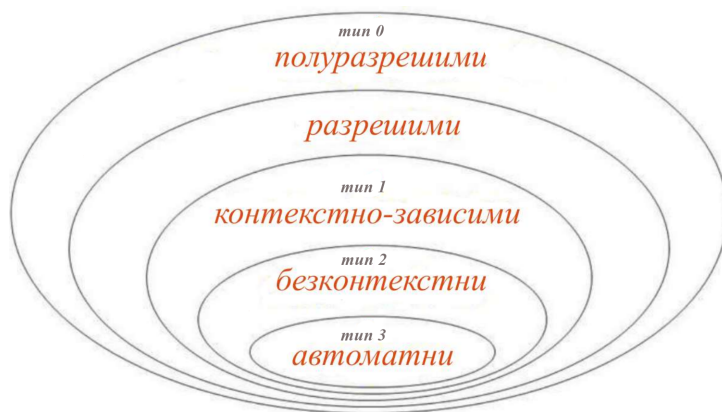 тип 0
полуразрешими
разрешими
тип 1
контекстно-зависими
тип 2
безконтекстни
тип 3
автоматни